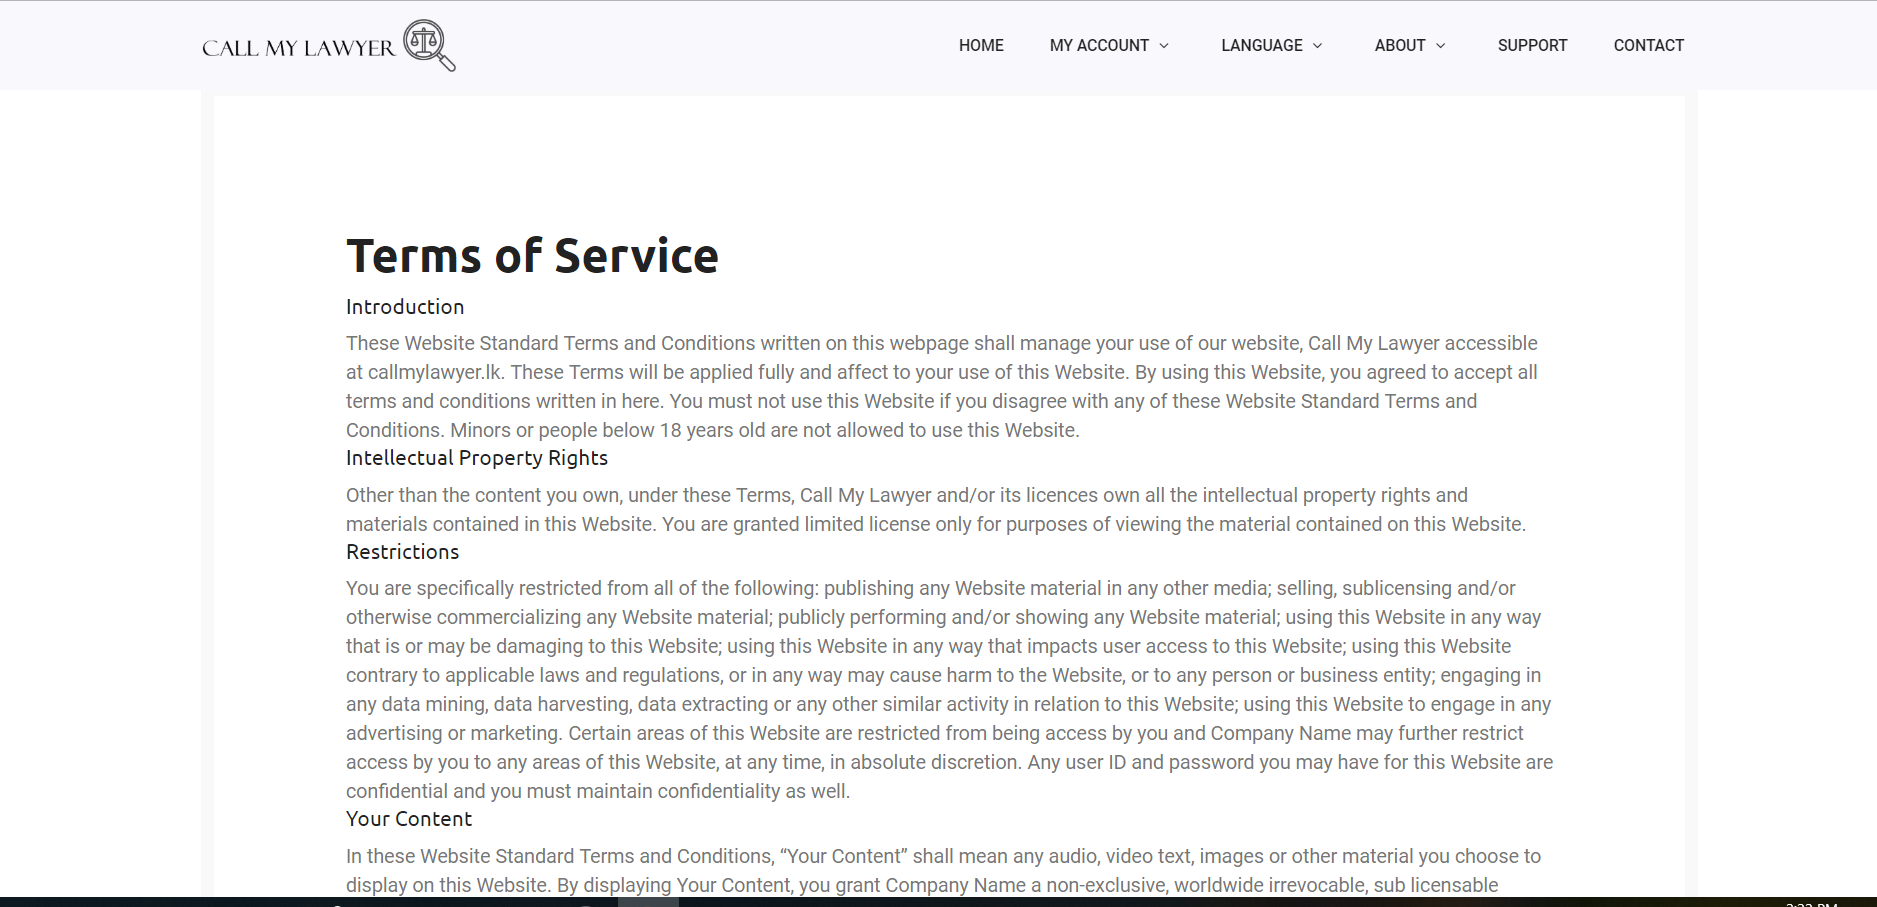 CALL MY LAWYER
HOME MY ACCOUNT LANGUAGE ABOUT SUPPORT CONTACT
Terms of Service
Introduction
These Website Standard Terms and Conditions written on this webpage shall manage your use of our website, Call My Lawyer accessible
at callmylawyer.lk. These Terms will be applied fully and affect to your use of this Website. By using this Website, you agreed to accept all
terms and conditions written in here. You must not use this Website if you disagree with any of these Website Standard Terms and
Conditions. Minors or people below 18 years old are not allowed to use this Website.
Intellectual Property Rights
Other than the content you own, under these Terms, Call My Lawyer and/or its licences own all the intellectual property rights and
materials contained in this Website. You are granted limited license only for purposes of viewing the material contained on this Website.
Restrictions
You are specifically restricted from all of the following: publishing any Website material in any other media; selling, sublicensing and/or
otherwise commercializing any Website material; publicly performing and/or showing any Website material; using this Website in any way
that is or may be damaging to this Website; using this Website in any way that impacts user access to this Website; using this Website
contrary to applicable laws and regulations, or in any way may cause harm to the Website, or to any person or business entity; engaging in
any data mining, data harvesting, data extracting or any other similar activity in relation to this Website; using this Website to engage in any
advertising or marketing. Certain areas of this Website are restricted from being access by you and Company Name may further restrict
access by you to any areas of this Website, at any time, in absolute discretion. Any user ID and password you may have for this Website are
confidential and you must maintain confidentiality as well.
Your Content
In these Website Standard Terms and Conditions, “Your Content” shall mean any audio, video text, images or other material you choose to
display on this Website. By displaying Your Content, you grant Company Name a non-exclusive, worldwide irrevocable, sub licensable